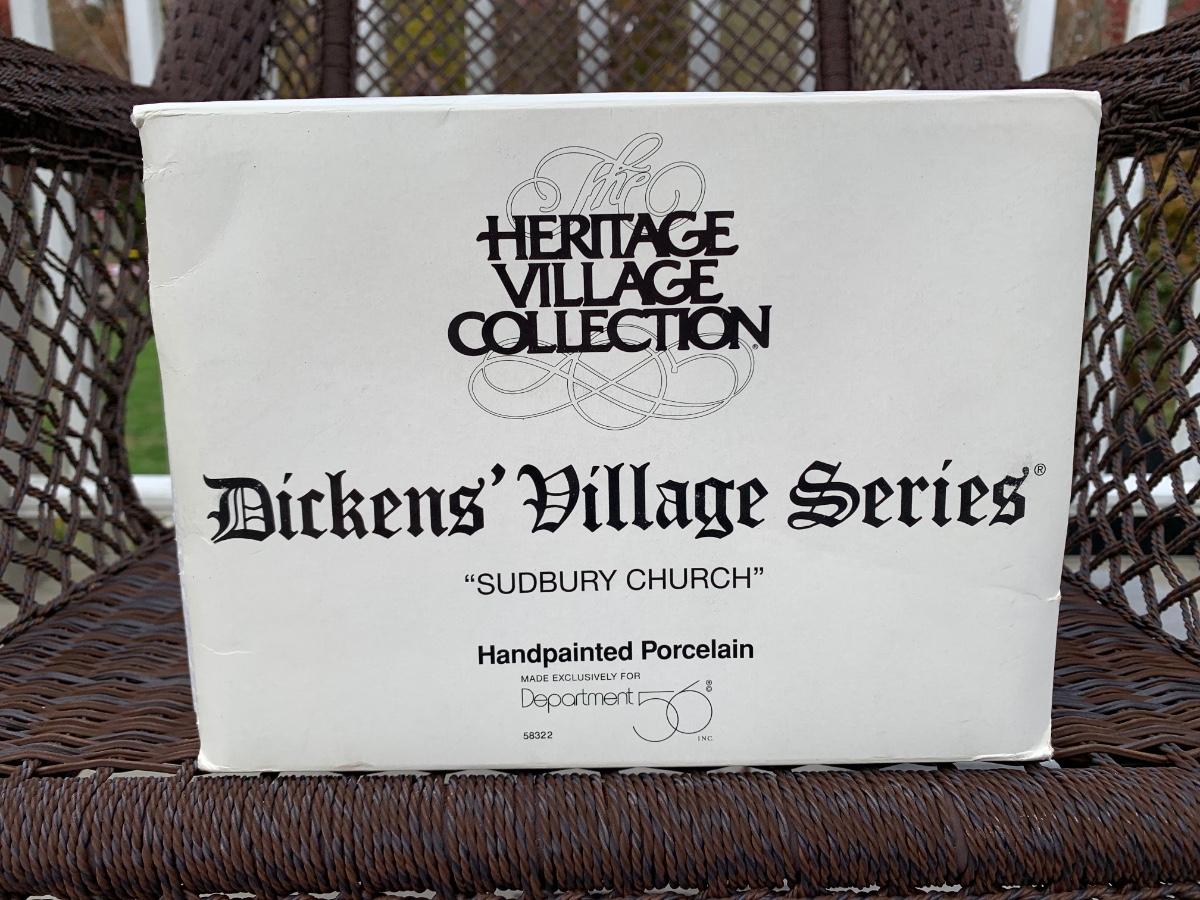 The
HERITAGE
VILLAGE
COLLECTION®
Dickens' Village Series®
“SUDBURY CHURCH”
Handpainted Porcelain
MADE EXCLUSIVELY FOR
Department 56 ®©
58322 INC.